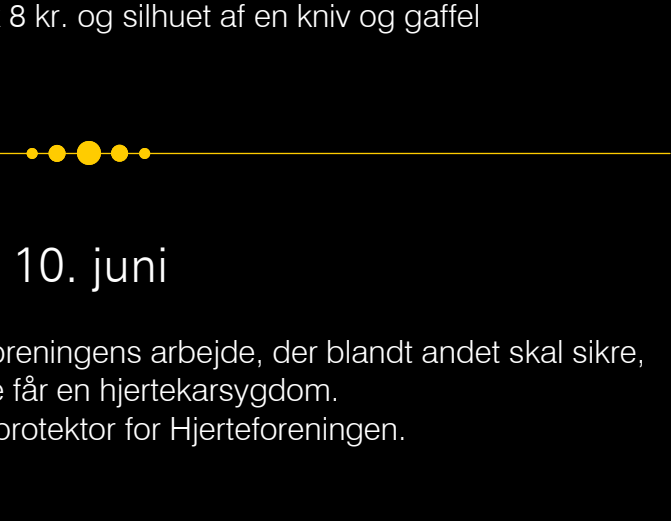 8 kr. og silhuet af en kniv og gaffel
10. juni
arbejde, der blandt andet skal sikre,
får en hjertekarsygdom.
protektor for Hjerteforeningen.